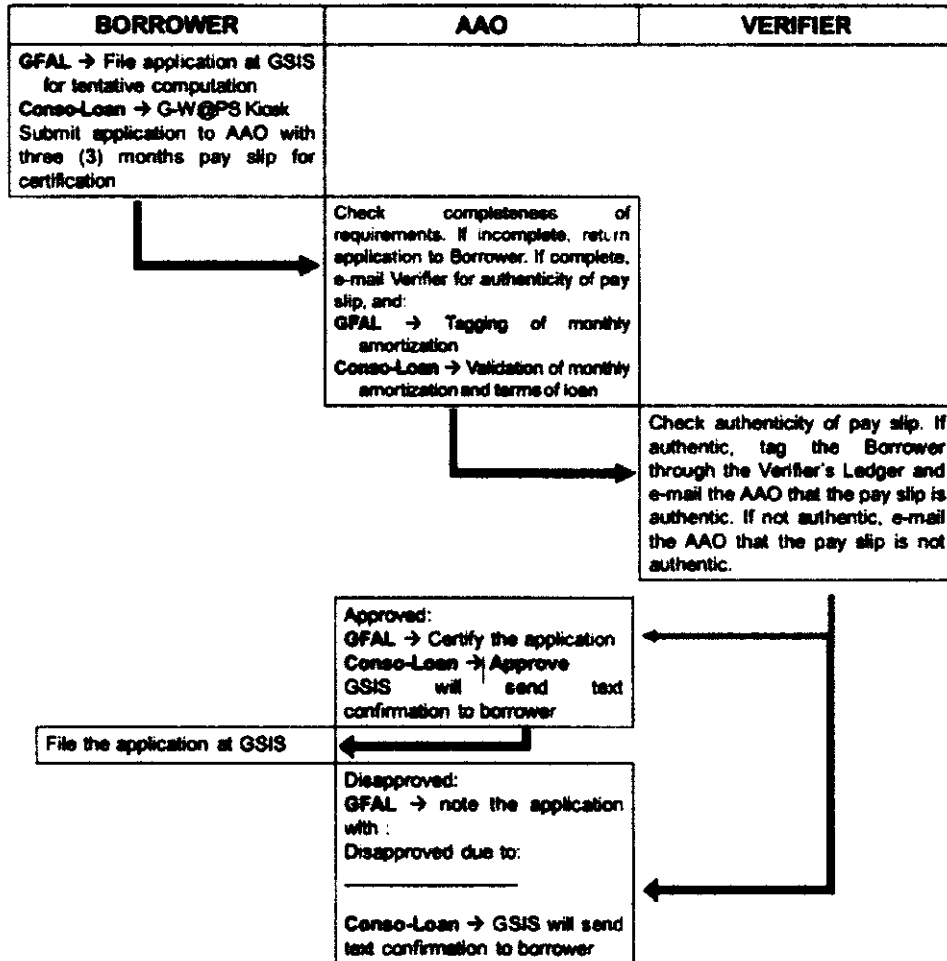 BORROWER
AAO
VERIFIER
GFAL → File application at GSIS
for tentative computation
Conso-Loan → G-W@PS Kiosk
Submit application to AAO with
three (3) months pay slip for
certification
Check completeness of
requirements. If incomplete, return
application to Borrower. If complete,
e-mail Verifier for authenticity of pay
slip, and:
GFAL → Tagging of monthly
amortization
Conso-Loan → Validation of monthly
amortization and terms of loan
Check authenticity of pay slip. If
authentic, tag the Borrower
through the Verifier's Ledger and
e-mail the AAO that the pay slip is
authentic. If not authentic, e-mail
the AAO that the pay slip is not
authentic.
Approved:
GFAL → Certify the application
Conso-Loan → Approve
GSIS will send text
confirmation to borrower
File the application at GSIS
Disapproved:
GFAL → note the application
with :
Disapproved due to:
Conso-Loan → GSIS will send
text confirmation to borrower